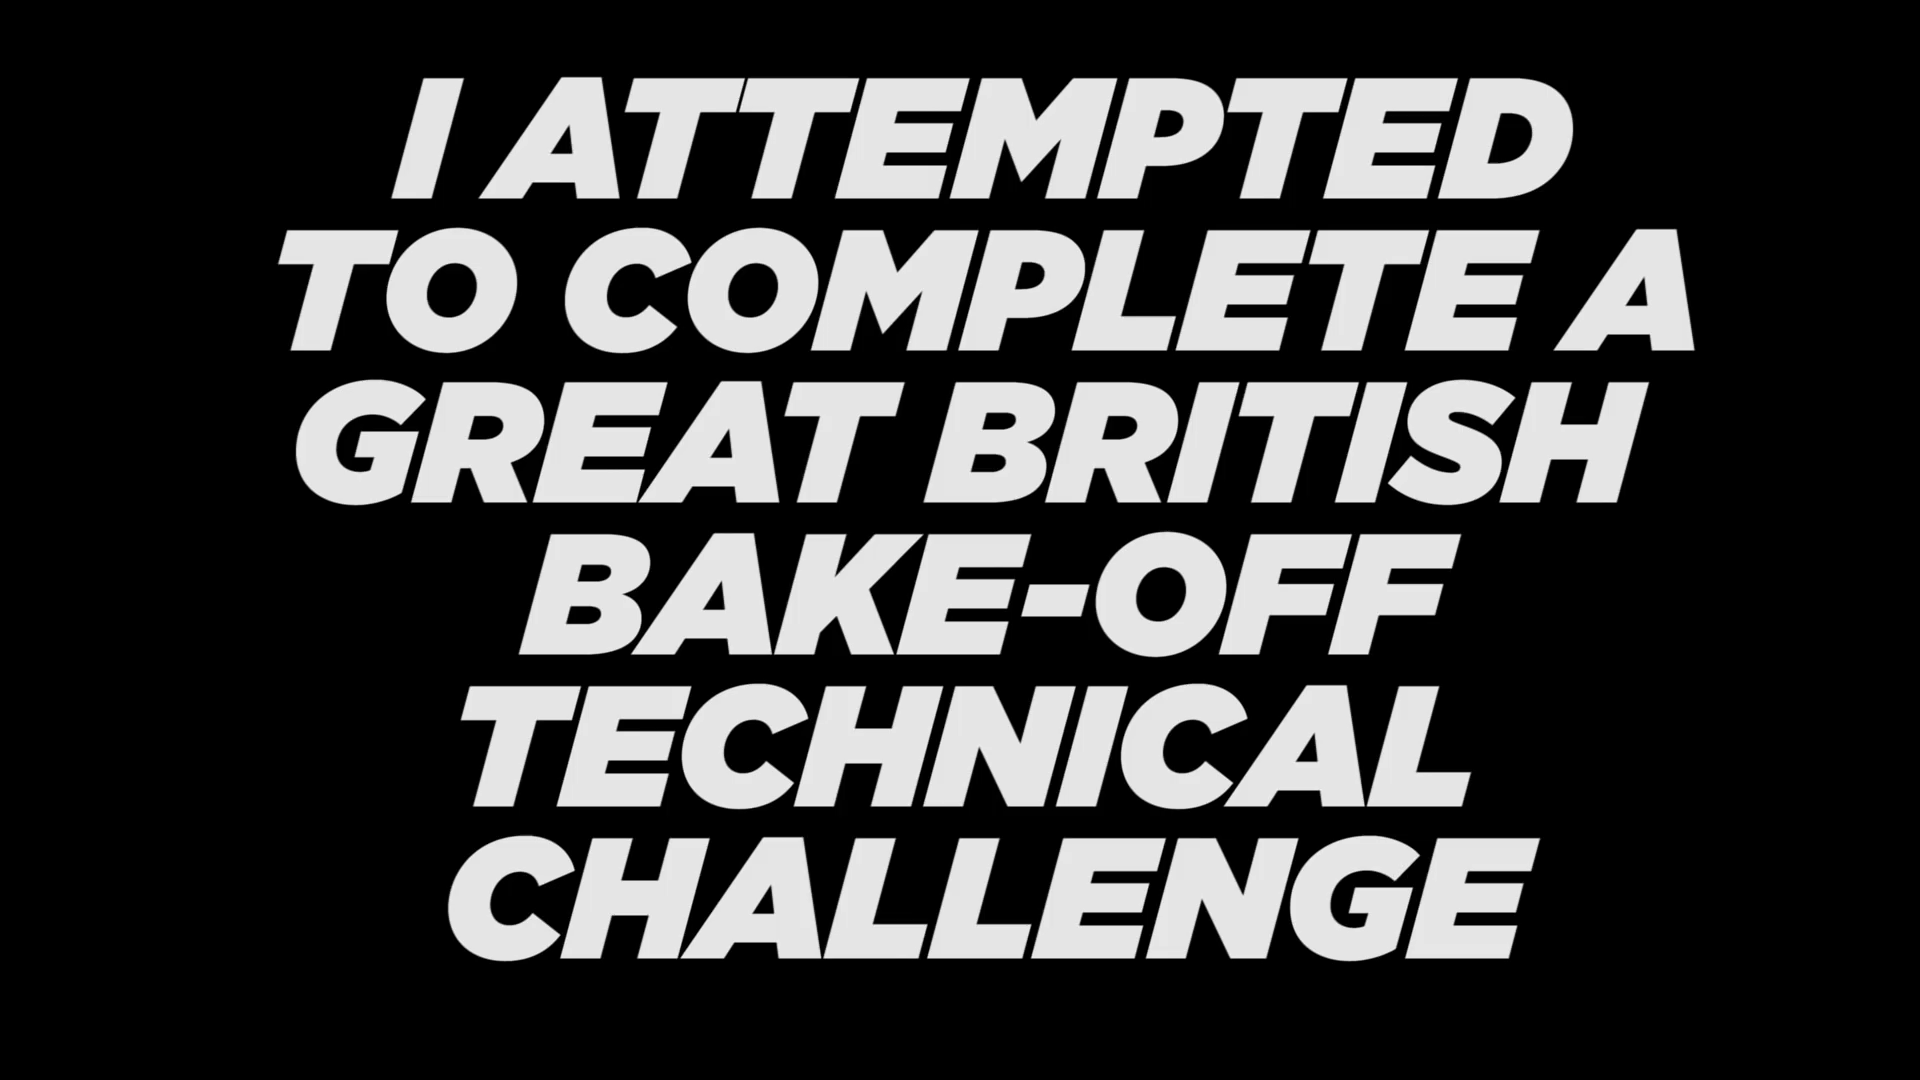 I ATTEMPTED
TO COMPLETE A
GREAT BRITISH
BAKE-OFF
TECHNICAL
CHALLENGE